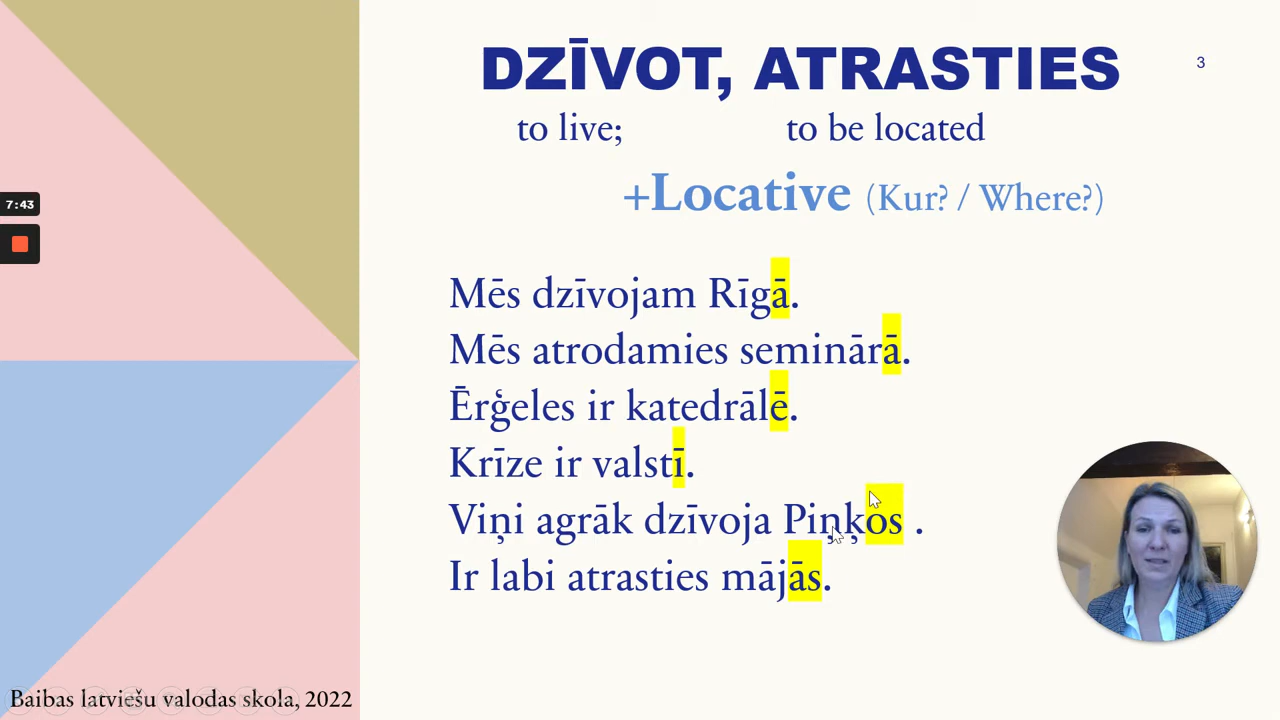 DZĪVOT, ATRASTIES
3
to live; to be located
+Locative (Kur? / Where?)
7:43
Mēs dzīvojam Rīgā.
Mēs atrodamies seminārā.
Ērģeles ir katedrālē.
Krīze ir valstī.
Viņi agrāk dzīvoja Piņķos .
Ir labi atrasties mājās.
Baibas latviešu valodas skola, 2022